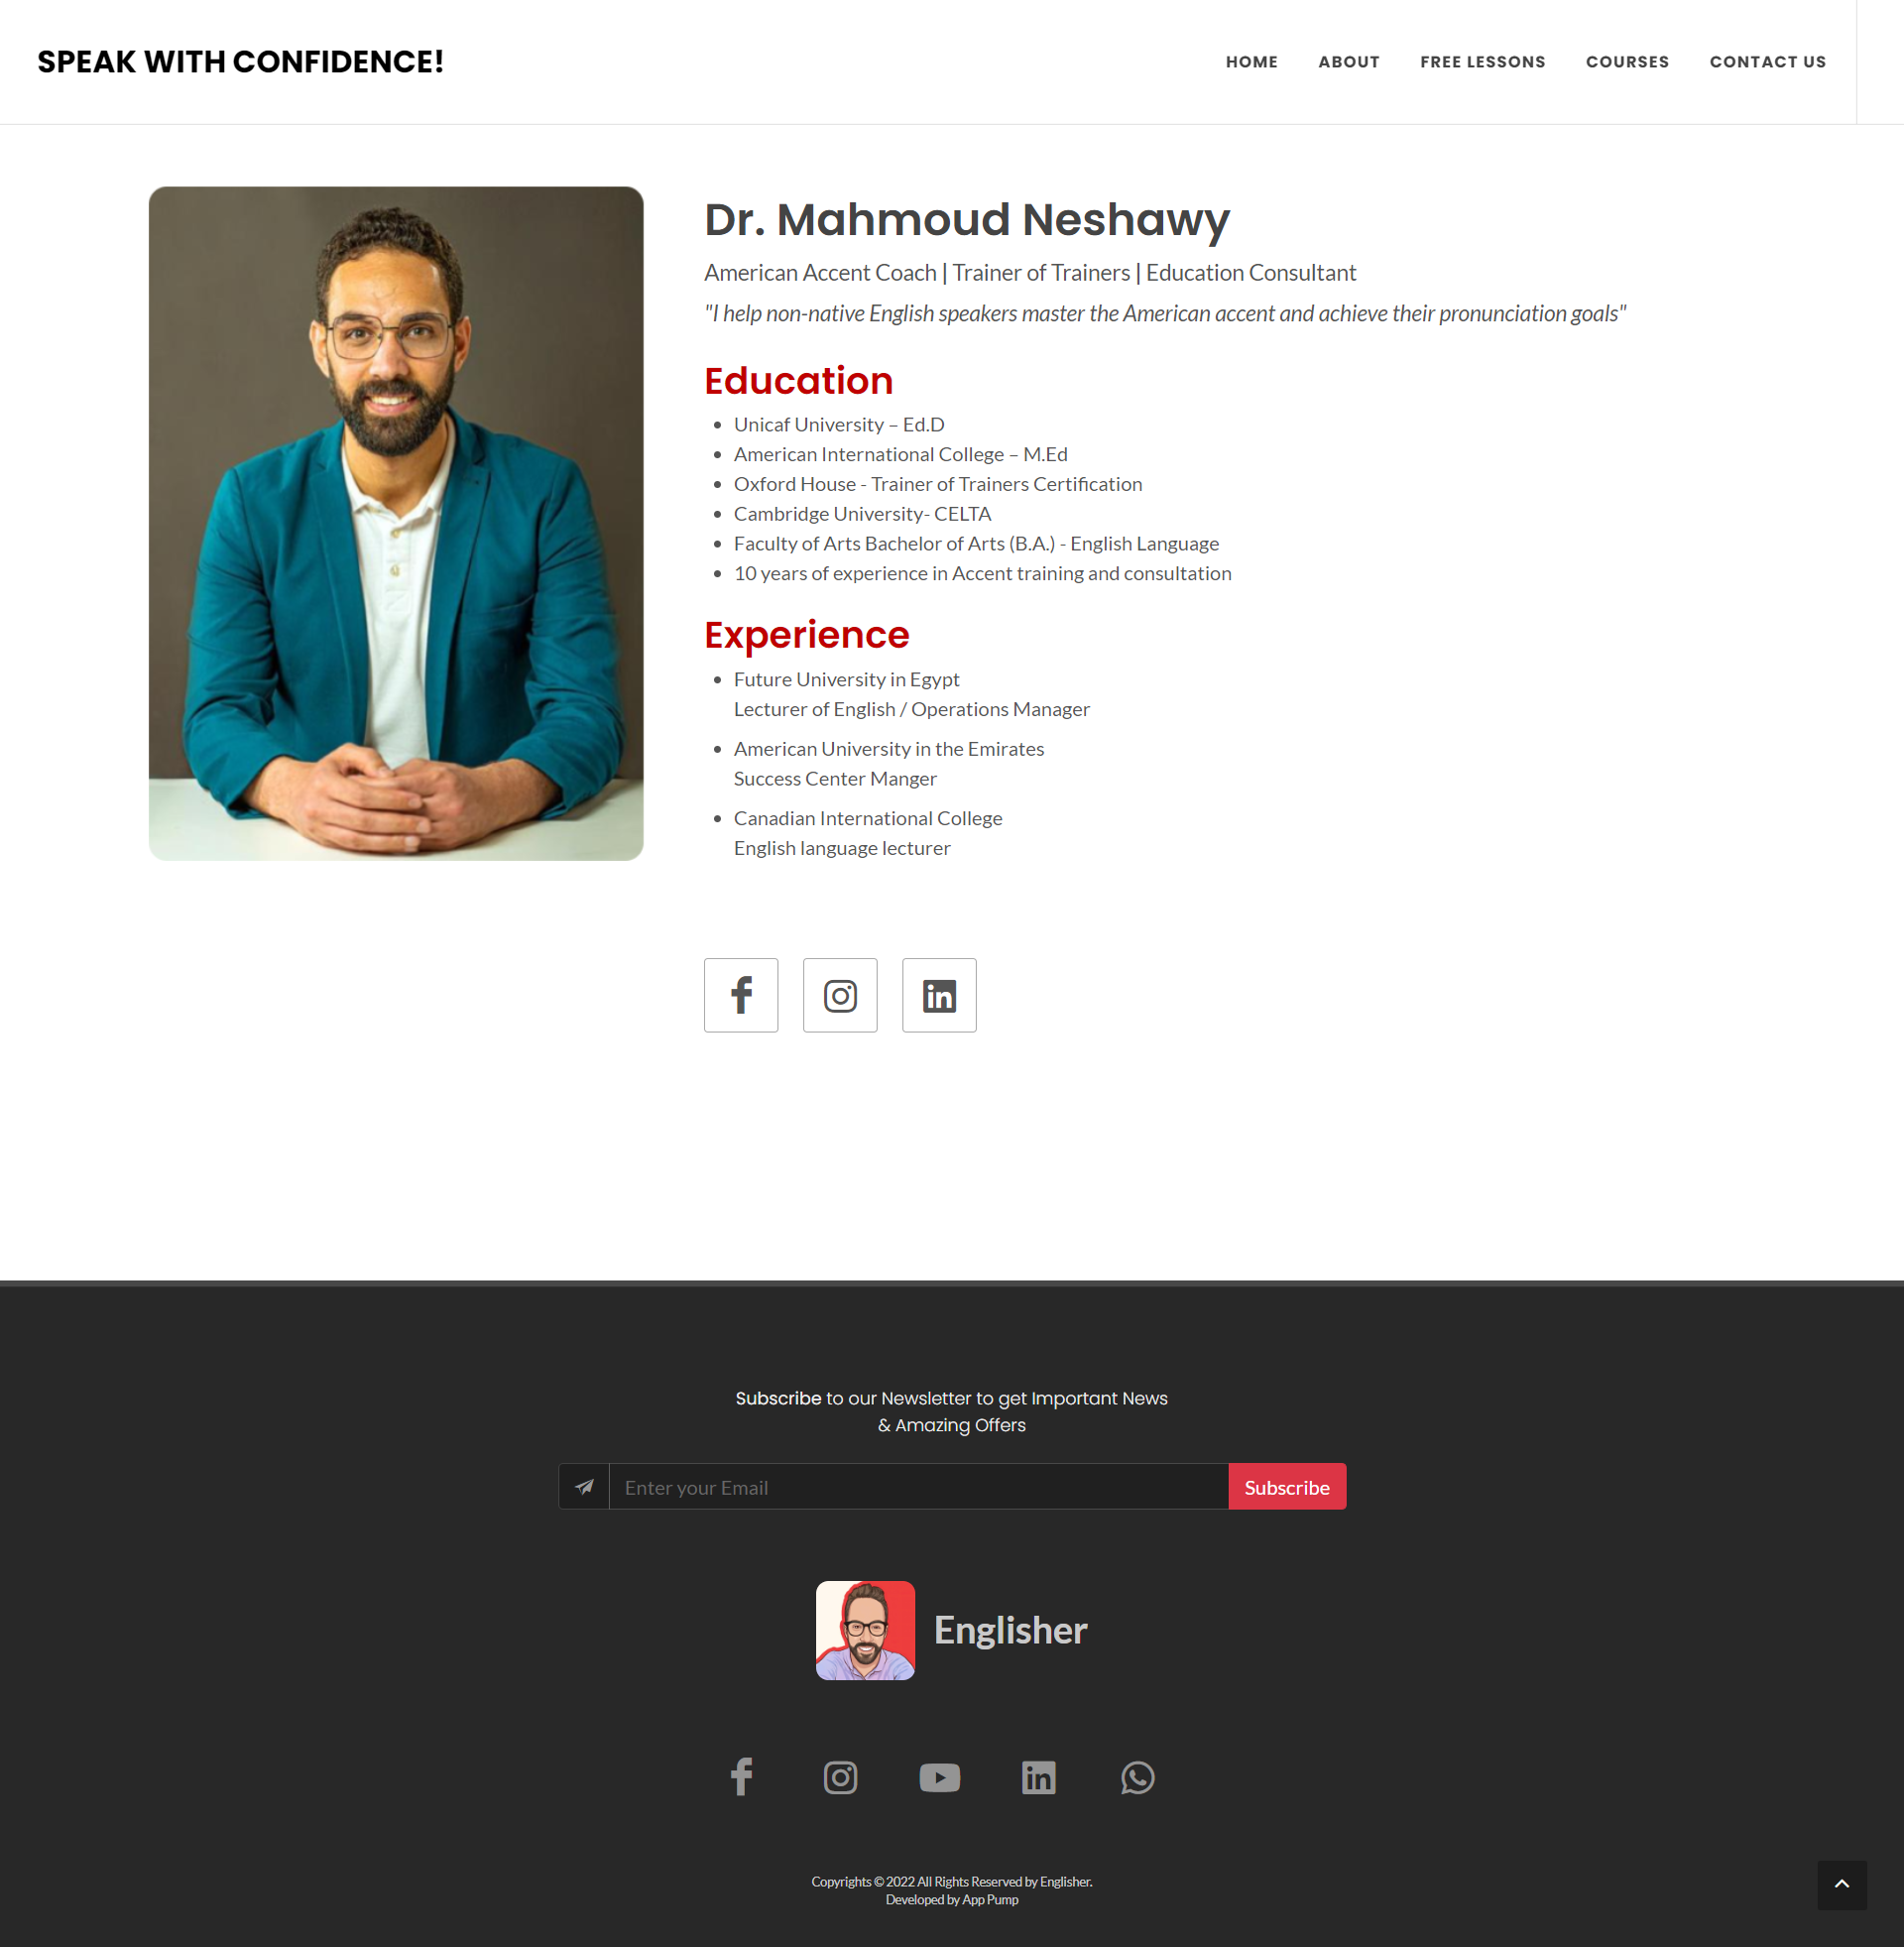 SPEAK WITH CONFIDENCE!
HOME ABOUT FREE LESSONS COURSES CONTACT US
Dr. Mahmoud Neshawy
American Accent Coach | Trainer of Trainers | Education Consultant
"I help non-native English speakers master the American accent and achieve their pronunciation goals"
Education
• Unicaf University – Ed.D
• American International College – M.Ed
• Oxford House - Trainer of Trainers Certification
• Cambridge University- CELTA
• Faculty of Arts Bachelor of Arts (B.A.) - English Language
• 10 years of experience in Accent training and consultation
Experience
• Future University in Egypt
Lecturer of English / Operations Manager
• American University in the Emirates
Success Center Manger
• Canadian International College
English language lecturer
Subscribe to our Newsletter to get Important News
& Amazing Offers
Enter your Email Subscribe
Englisher
Copyrights © 2022 All Rights Reserved by Englisher.
Developed by App Pump